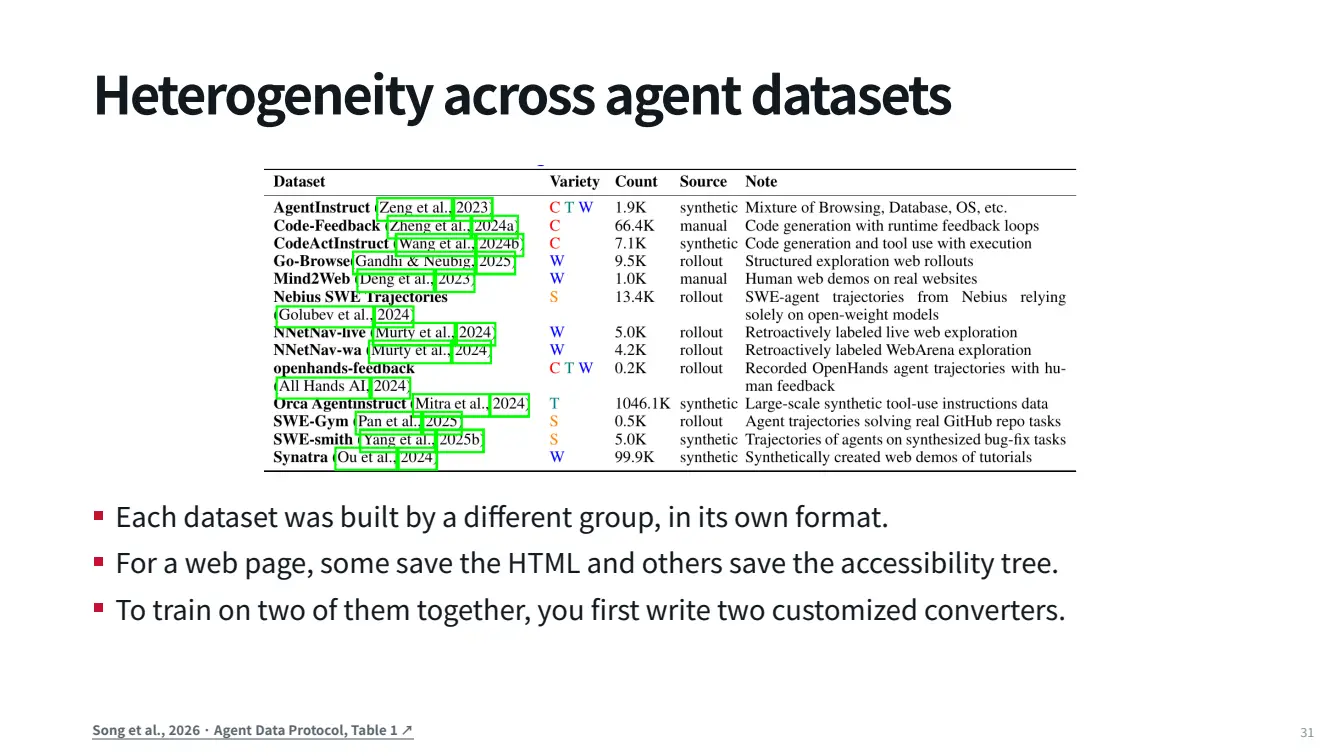 Heterogeneity across agent datasets
Dataset Variety Count Source Note
AgentInstruct (Zeng et al., 2023) C T W 1.9K synthetic Mixture of Browsing, Database, OS, etc.
Code-Feedback (Zheng et al., 2024a) C 66.4K manual Code generation with runtime feedback loops
CodeActInstruct (Wang et al., 2024b) C 7.1K synthetic Code generation and tool use with execution
Go-Browse(Gandhi & Neubig, 2025) W 9.5K rollout Structured exploration web rollouts
Mind2Web (Deng et al., 2023) W 1.0K manual Human web demos on real websites
Nebius SWE Trajectories S 13.4K rollout SWE-agent trajectories from Nebius relying
(Golubev et al., 2024) solely on open-weight models
NNetNav-live (Murty et al., 2024) W 5.0K rollout Retroactively labeled live web exploration
NNetNav-wa (Murty et al., 2024) W 4.2K rollout Retroactively labeled WebArena exploration
openhands-feedback C T W 0.2K rollout Recorded OpenHands agent trajectories with hu-
(All Hands AI, 2024) man feedback
Orca AgentInstruct (Mitra et al., 2024) T 1046.1K synthetic Large-scale synthetic tool-use instructions data
SWE-Gym (Pan et al., 2025) S 0.5K rollout Agent trajectories solving real GitHub repo tasks
SWE-smith (Yang et al., 2025b) S 5.0K synthetic Trajectories of agents on synthesized bug-fix tasks
Synatra (Ou et al., 2024) W 99.9K synthetic Synthetically created web demos of tutorials
Each dataset was built by a different group, in its own format.
For a web page, some save the HTML and others save the accessibility tree.
To train on two of them together, you first write two customized converters.
Song et al., 2026 · Agent Data Protocol, Table 1 ↗
31